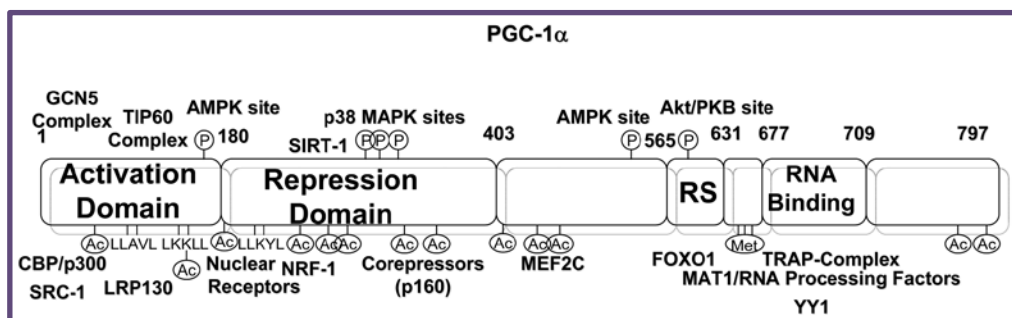 PGC-1α
GCN5
Complex
1
TIP60
Complex
AMPK site
P
180
SIRT-1
p38 MAPK sites
P P P
403
AMPK site
P
565
Akt/PKB site
P
631
677
709
797
Activation
Domain
Repression
Domain
RS
RNA
Binding
Ac
LLAVL
LKKLL
Ac
Ac
LLKYL
Ac
Ac
Ac
Ac
Ac
Ac
Ac
Ac
Met
Ac
Ac
CBP/p300
SRC-1
LRP130
Nuclear
Receptors
NRF-1
Corepressors
(p160)
MEF2C
FOXO1
TRAP-Complex
MAT1/RNA Processing Factors
YY1